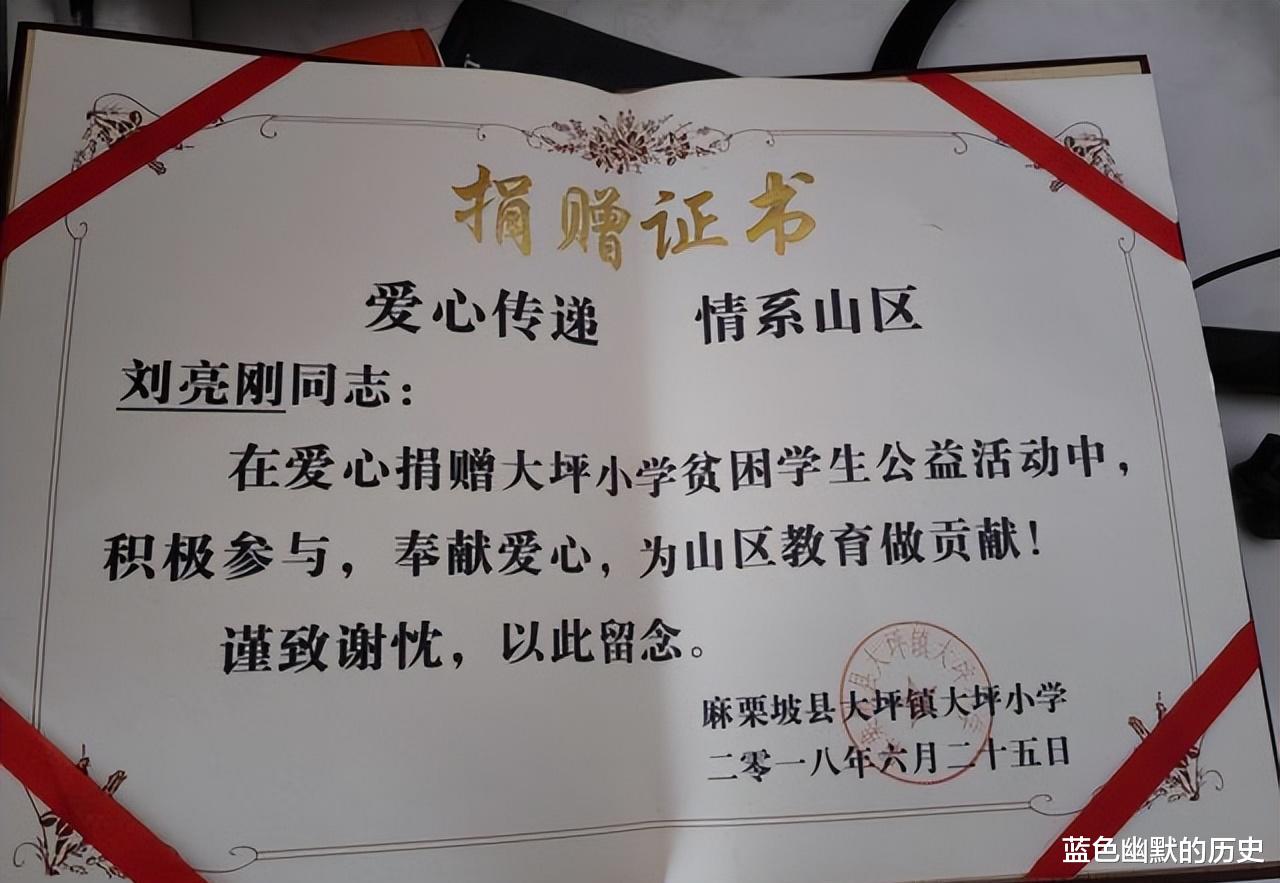 捐赠证书
爱心传递 情系山区
刘亮刚同志：
在爱心捐赠大坪小学贫困学生公益活动中，
积极参与，奉献爱心，为山区教育做贡献！
谨致谢忱，以此留念。
麻栗坡县大坪镇大坪小学
二零一八年六月二十五日
蓝色幽默的历史